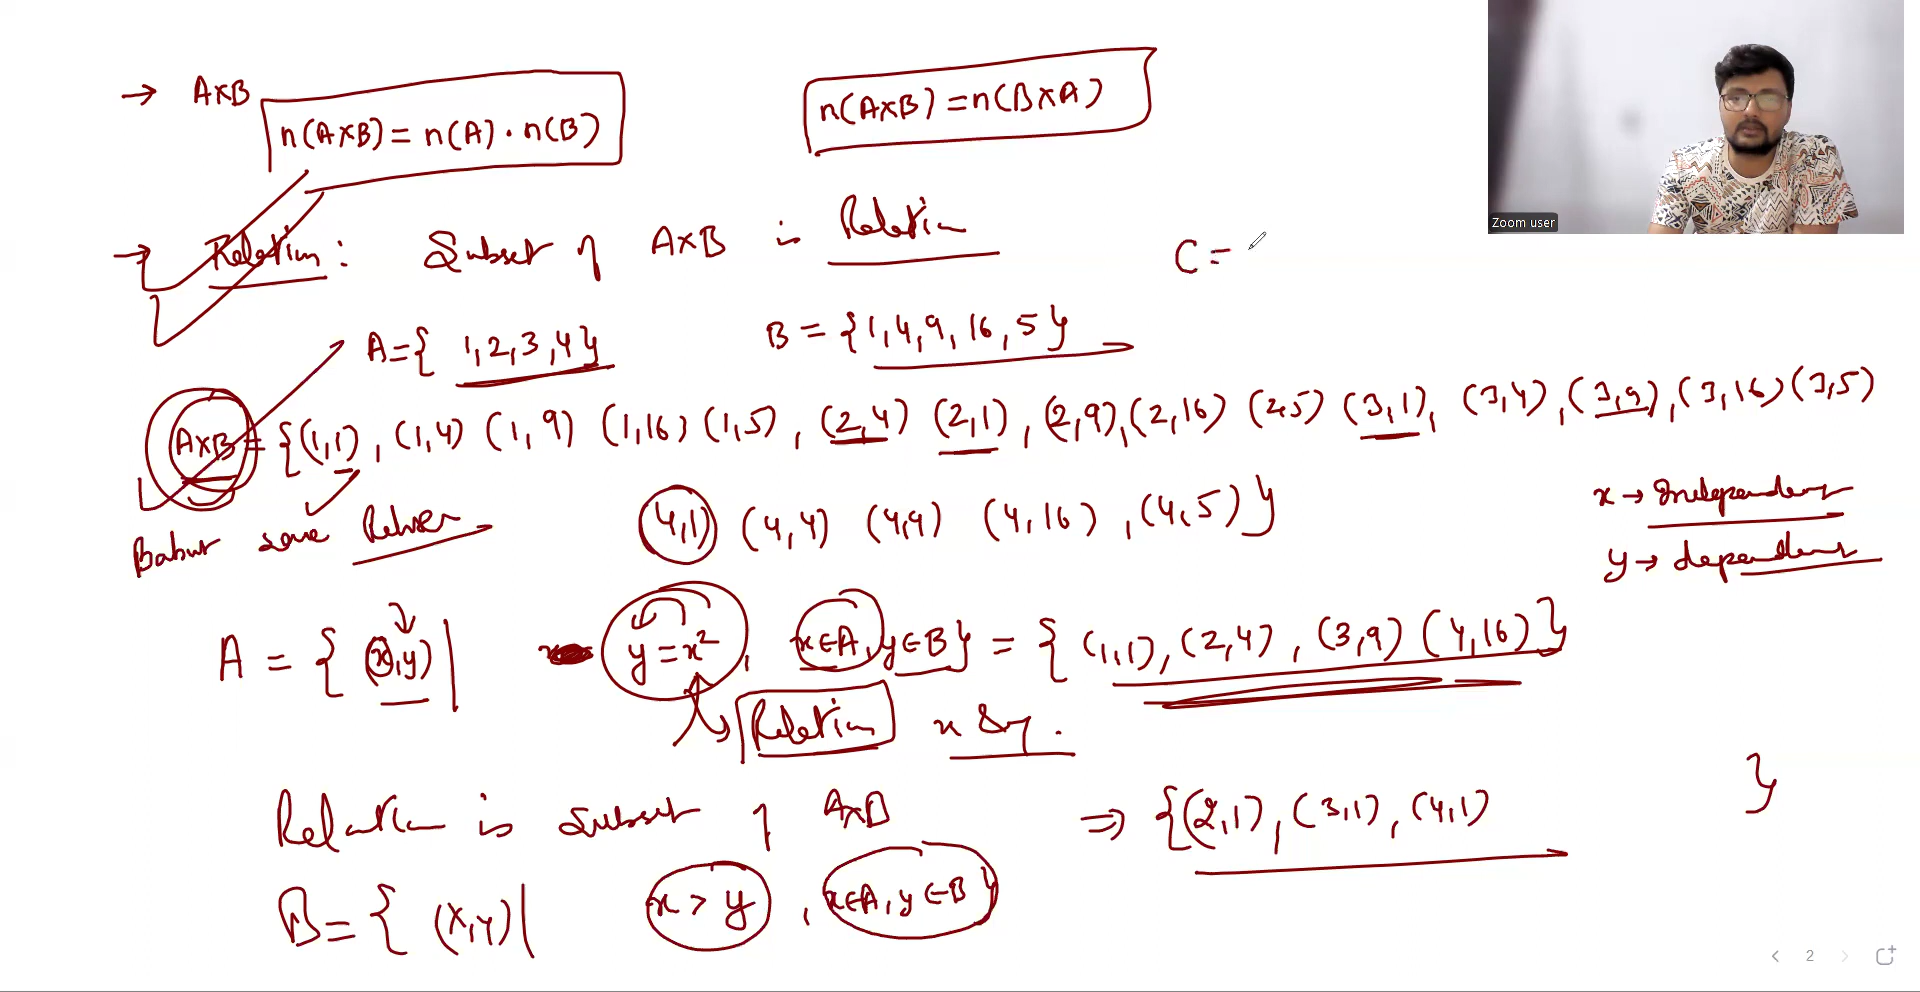 → A×B
n(A×B) = n(A) · n(B)
n(A×B) = n(B×A)
Zoom user
→ Relation : Subset of A×B is Relation
C =
A = { 1, 2, 3, 4 }
B = { 1, 4, 9, 16, 5 }
A×B = { (1,1) , (1,4) (1,9) (1,16) (1,5) , (2,4) (2,1) , (2,9) , (2,16) (2,5) (3,1) , (3,4) , (3,9) , (3,16) (3,5)
(4,1) (4,4) (4,9) (4,16) , (4,5) }
x → Independent
y → dependent
A = { (x,y) | y = x² , x∈A , y∈B } = { (1,1) , (2,4) , (3,9) (4,16) }
Relation x & y .
Relation is subset of A×B ⇒ { (2,1) , (3,1) , (4,1) }
B = { (x,y) | x > y , x∈A , y∈B }
2